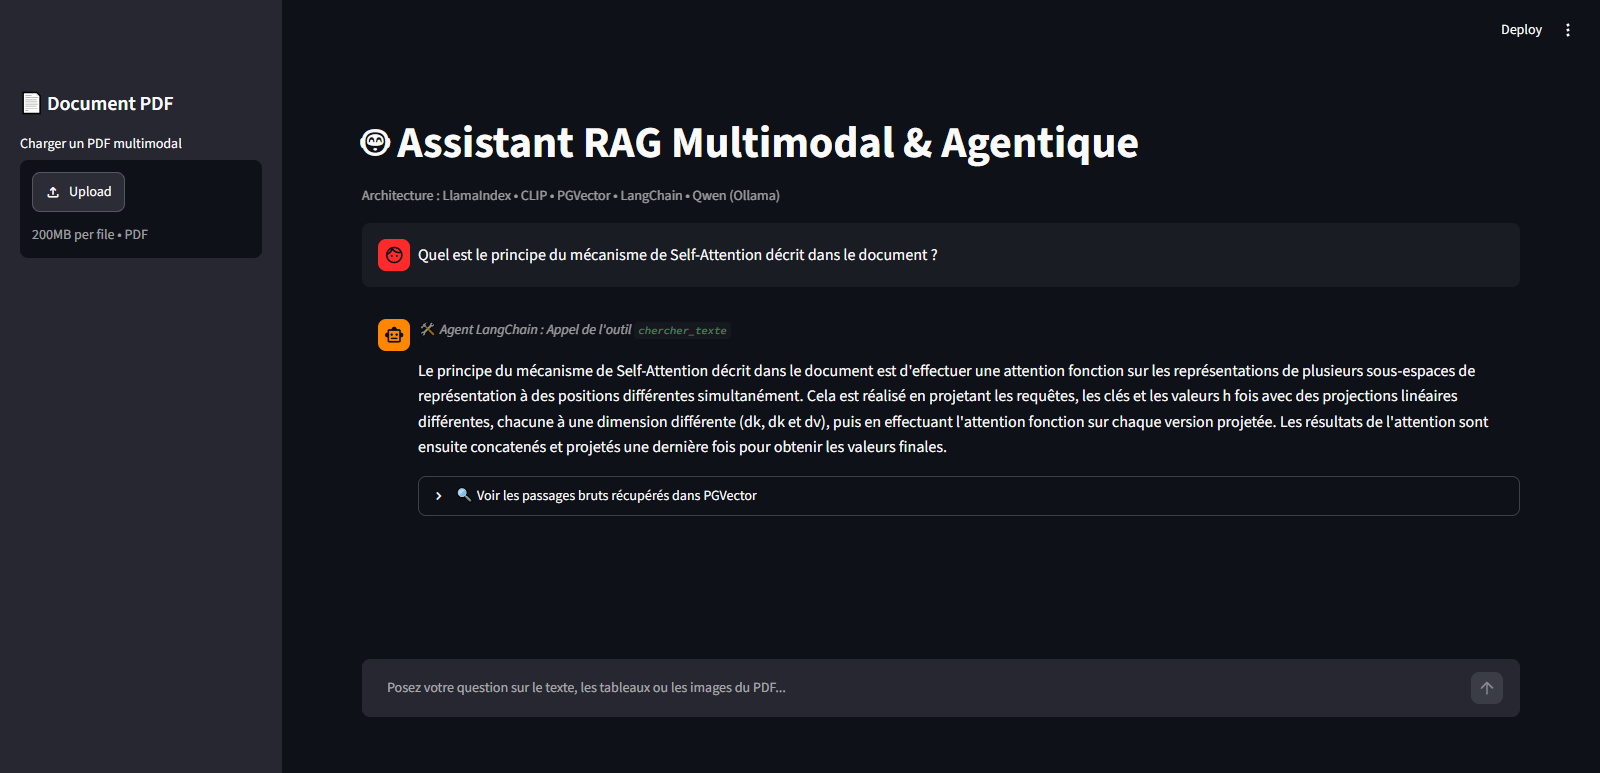 Deploy
📄 Document PDF
Charger un PDF multimodal
Upload
200MB per file • PDF
Assistant RAG Multimodal & Agentique
Architecture : LlamaIndex • CLIP • PGVector • LangChain • Qwen (Ollama)
Quel est le principe du mécanisme de Self-Attention décrit dans le document ?
🛠️ Agent LangChain : Appel de l'outil chercher_texte
Le principe du mécanisme de Self-Attention décrit dans le document est d'effectuer une attention fonction sur les représentations de plusieurs sous-espaces de
représentation à des positions différentes simultanément. Cela est réalisé en projetant les requêtes, les clés et les valeurs h fois avec des projections linéaires
différentes, chacune à une dimension différente (dk, dk et dv), puis en effectuant l'attention fonction sur chaque version projetée. Les résultats de l'attention sont
ensuite concatenés et projetés une dernière fois pour obtenir les valeurs finales.
🔍 Voir les passages bruts récupérés dans PGVector
Posez votre question sur le texte, les tableaux ou les images du PDF...